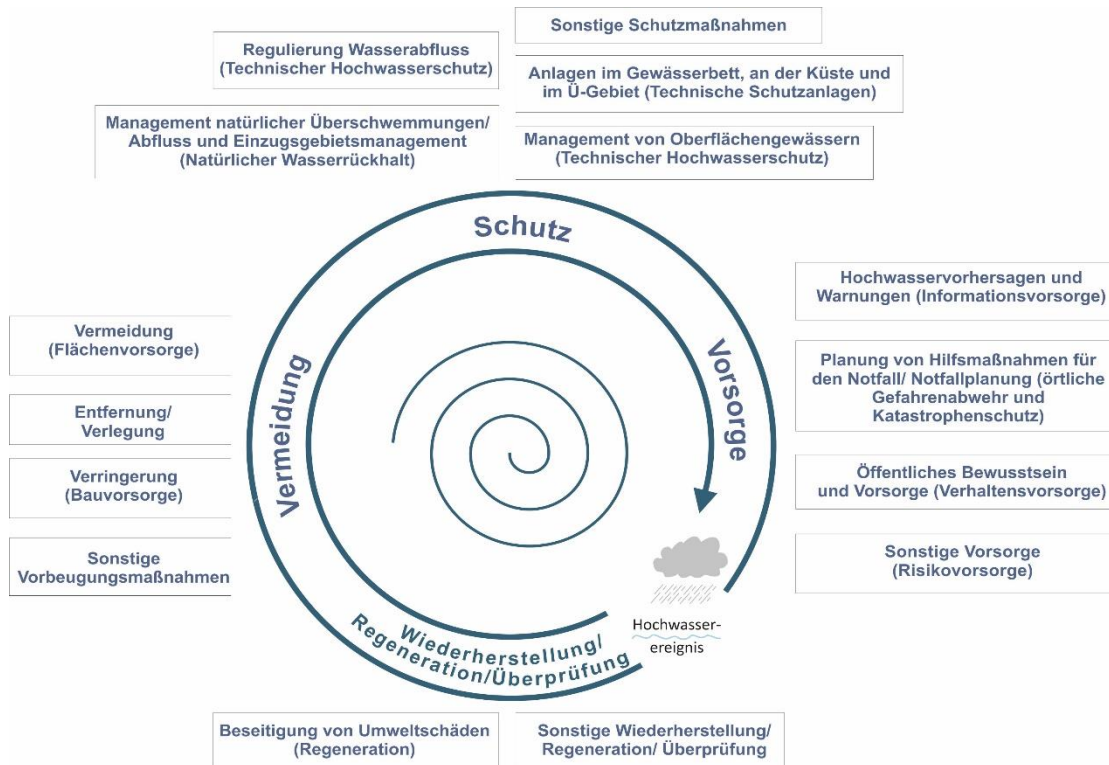 Sonstige Schutzmaßnahmen
Regulierung Wasserabfluss
(Technischer Hochwasserschutz)
Anlagen im Gewässerbett, an der Küste und
im Ü-Gebiet (Technische Schutzanlagen)
Management natürlicher Überschwemmungen/
Abfluss und Einzugsgebietsmanagement
(Natürlicher Wasserrückhalt)
Management von Oberflächengewässern
(Technischer Hochwasserschutz)
Schutz
Vorsorge
Vermeidung
Wiederherstellung/
Regeneration/Überprüfung
Hochwasser-
ereignis
Hochwasservorhersagen und
Warnungen (Informationsvorsorge)
Planung von Hilfsmaßnahmen für
den Notfall/ Notfallplanung (örtliche
Gefahrenabwehr und
Katastrophenschutz)
Öffentliches Bewusstsein
und Vorsorge (Verhaltensvorsorge)
Sonstige Vorsorge
(Risikovorsorge)
Vermeidung
(Flächenvorsorge)
Entfernung/
Verlegung
Verringerung
(Bauvorsorge)
Sonstige
Vorbeugungsmaßnahmen
Beseitigung von Umweltschäden
(Regeneration)
Sonstige Wiederherstellung/
Regeneration/ Überprüfung